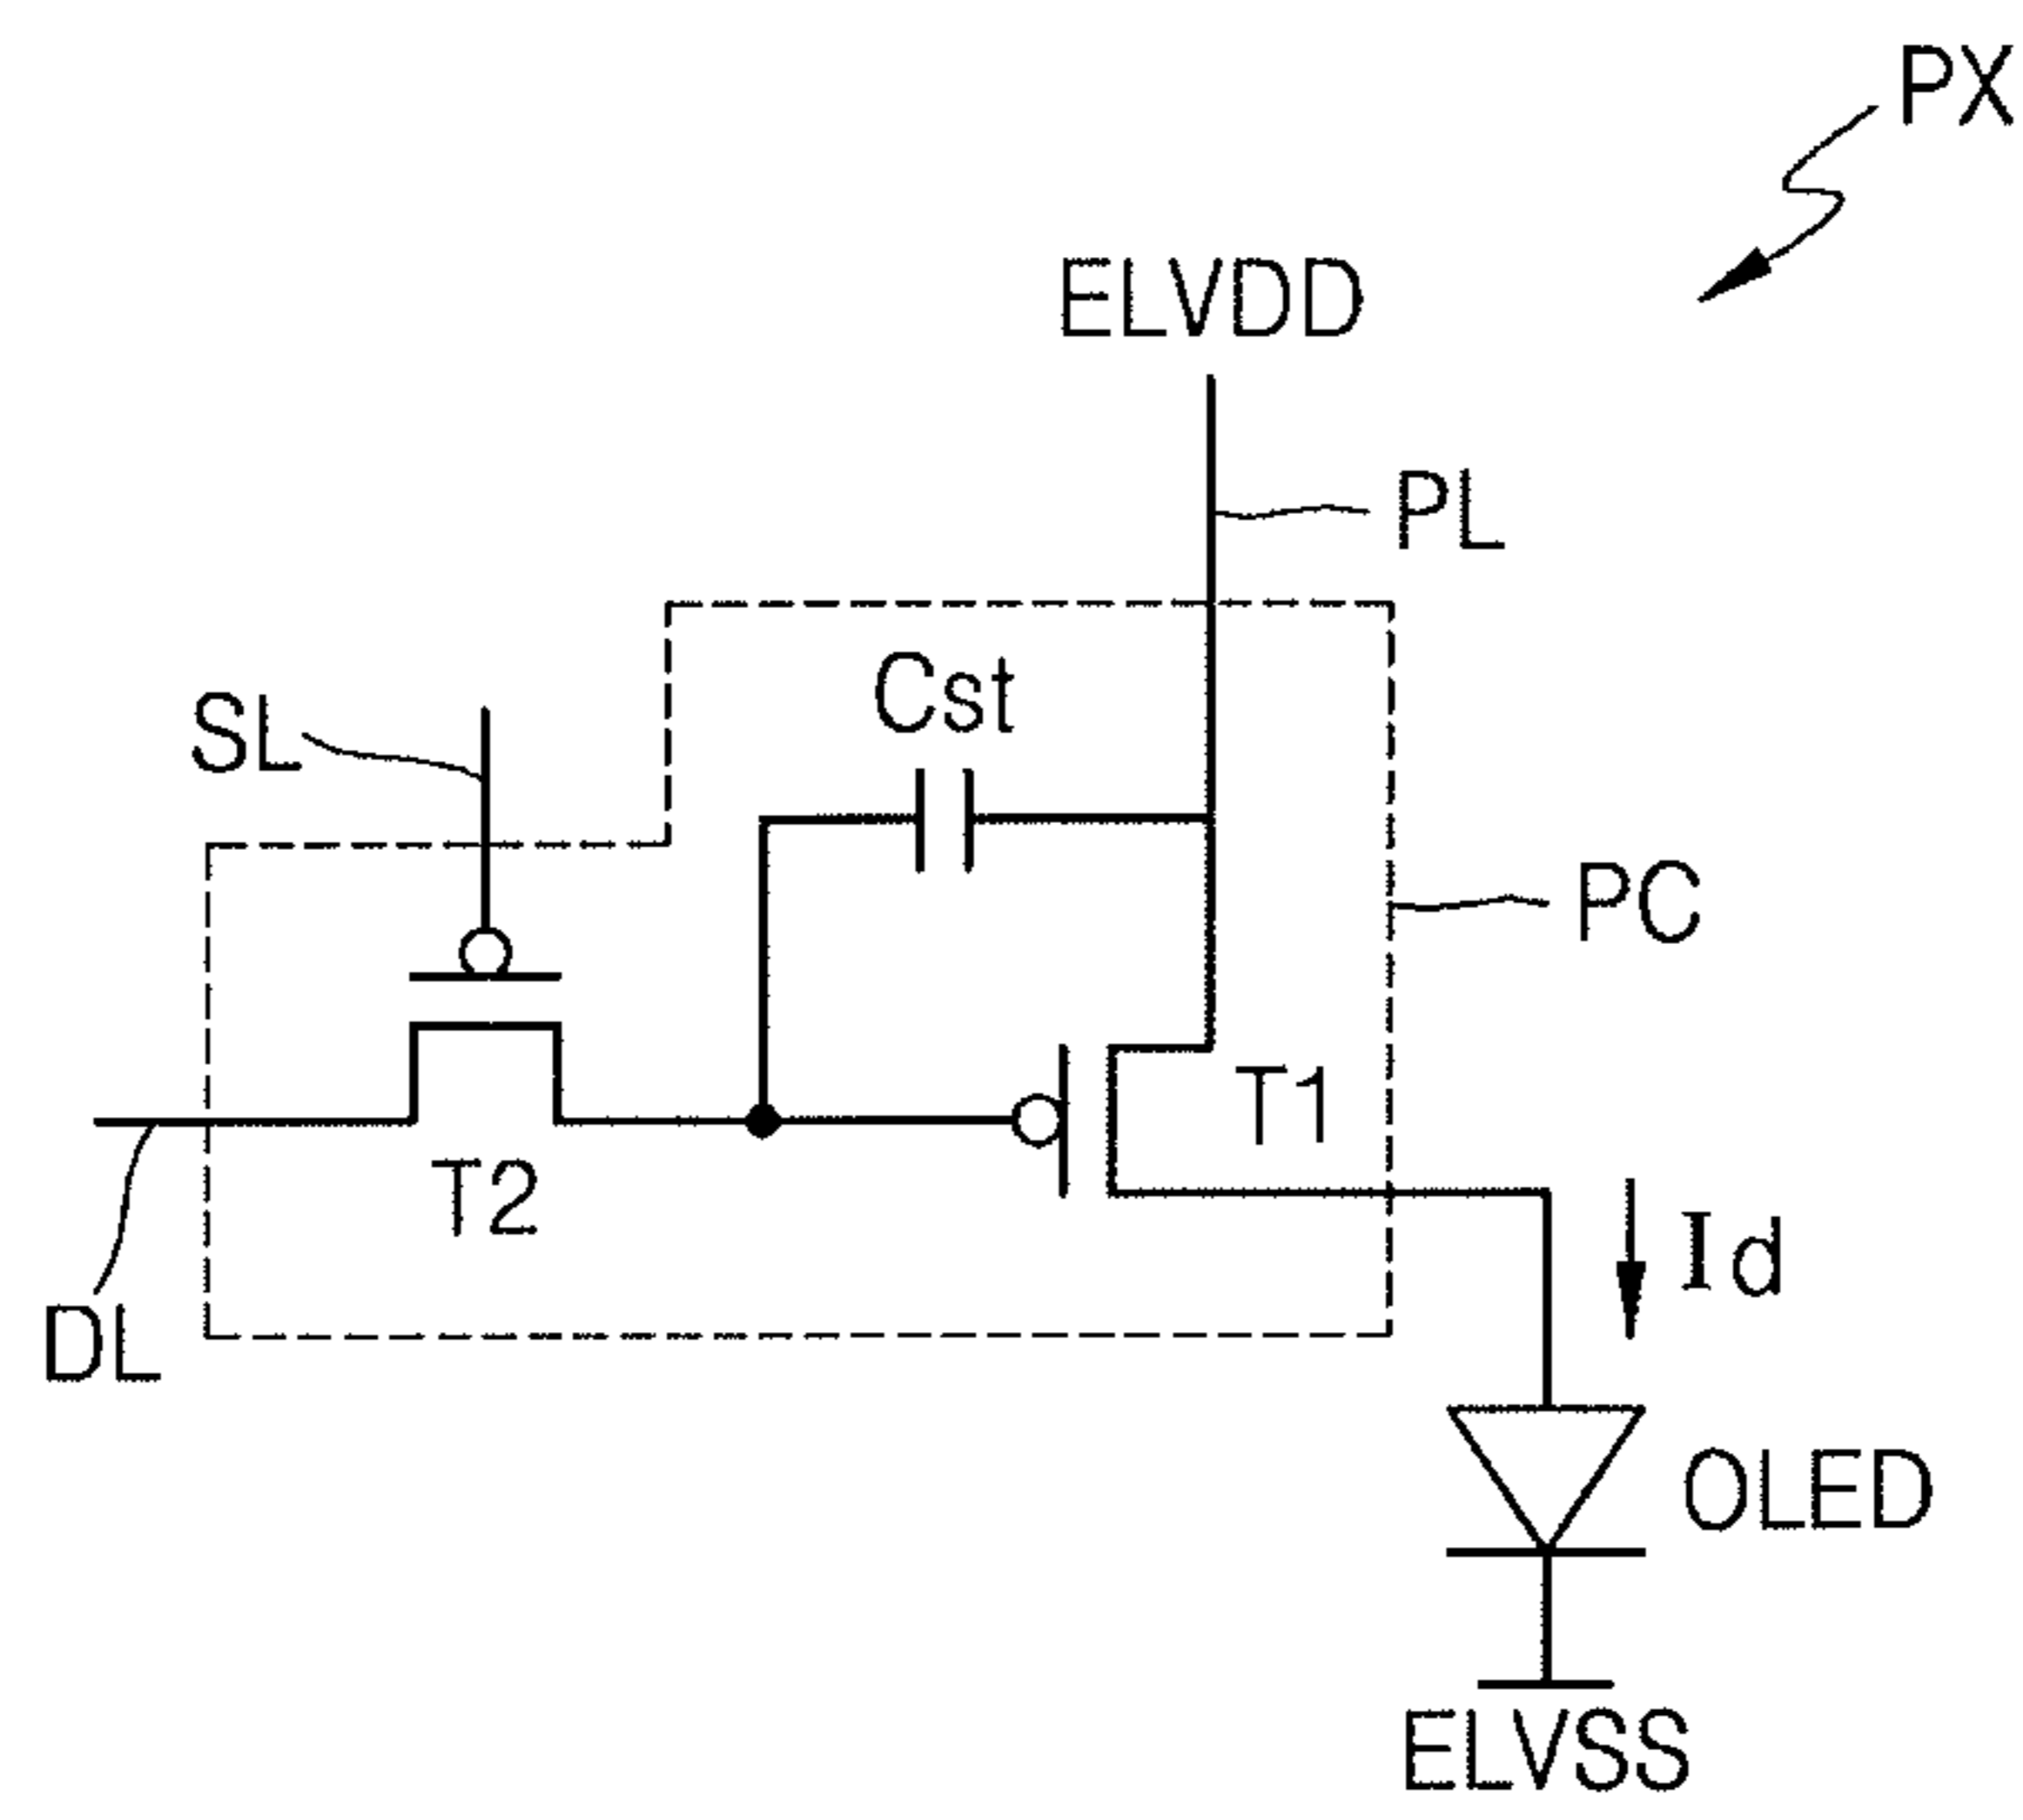 PX
ELVDD
PL
Cst
SL
PC
T1
T2
Id
DL
OLED
ELVSS